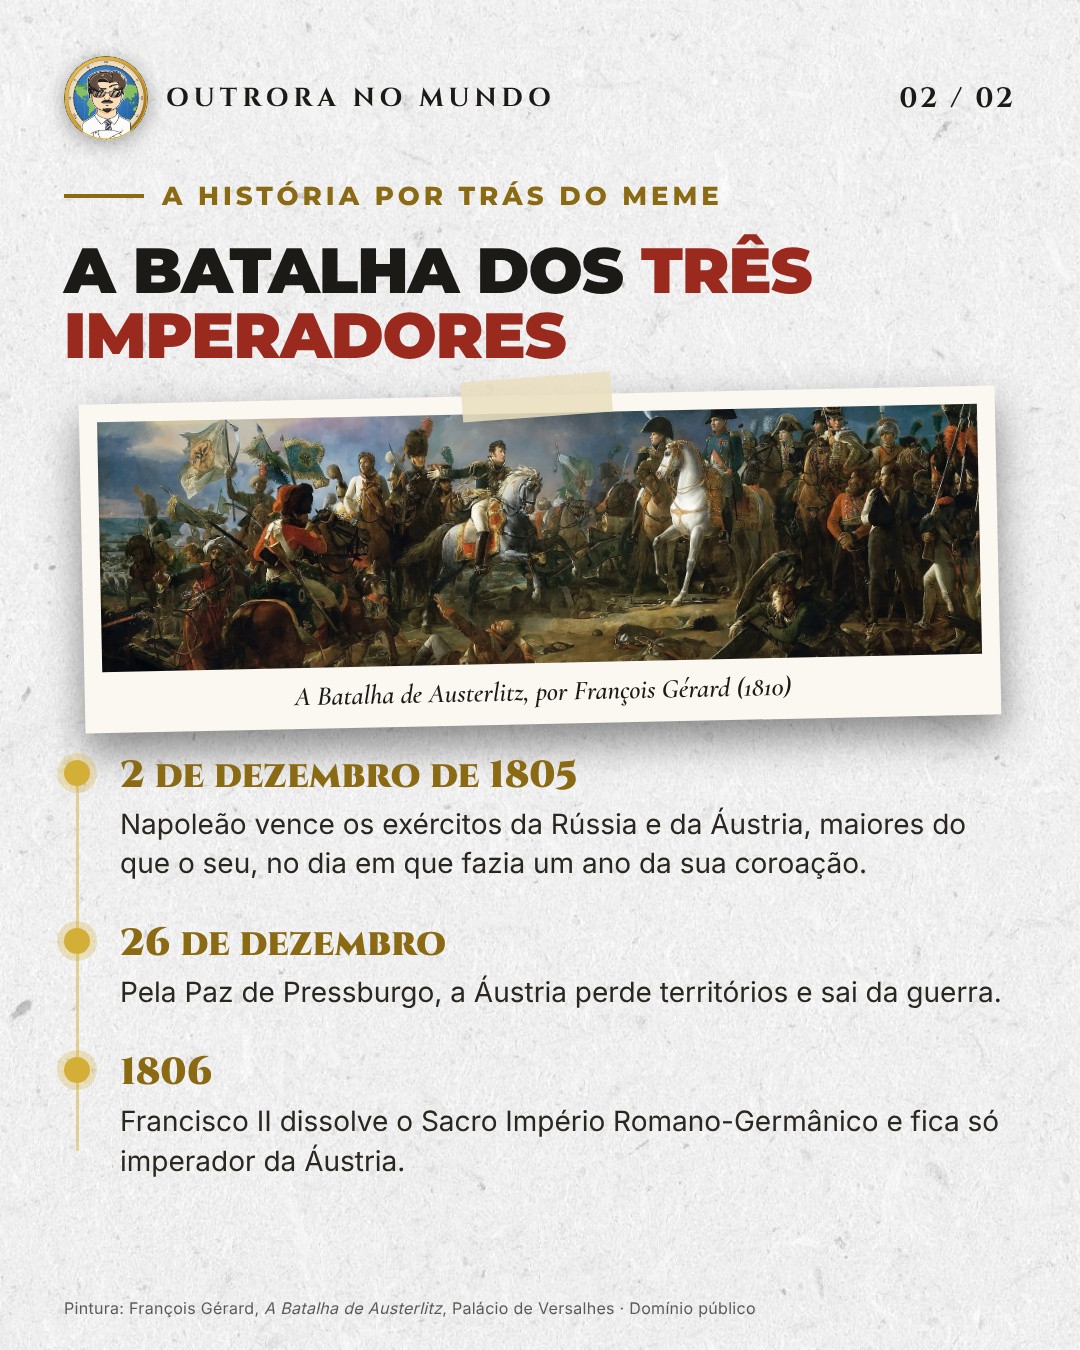 OUTRORA NO MUNDO
02 / 02
A HISTÓRIA POR TRÁS DO MEME
A BATALHA DOS TRÊS
IMPERADORES
A Batalha de Austerlitz, por François Gérard (1810)
2 DE DEZEMBRO DE 1805
Napoleão vence os exércitos da Rússia e da Áustria, maiores do
que o seu, no dia em que fazia um ano da sua coroação.
26 DE DEZEMBRO
Pela Paz de Pressburgo, a Áustria perde territórios e sai da guerra.
1806
Francisco II dissolve o Sacro Império Romano-Germânico e fica só
imperador da Áustria.
Pintura: François Gérard, A Batalha de Austerlitz, Palácio de Versalhes · Domínio público